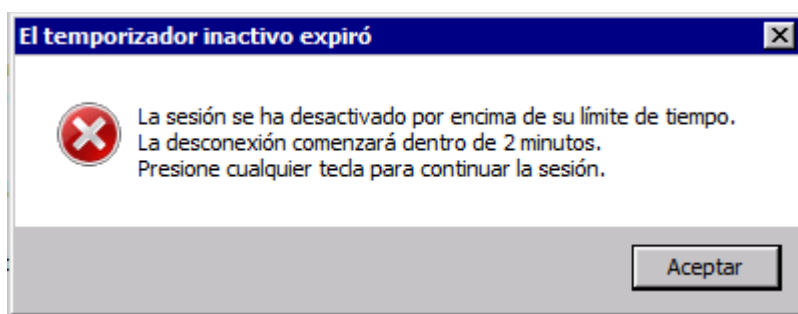 El temporizador inactivo expiró
La sesión se ha desactivado por encima de su límite de tiempo.
La desconexión comenzará dentro de 2 minutos.
Presione cualquier tecla para continuar la sesión.
Aceptar